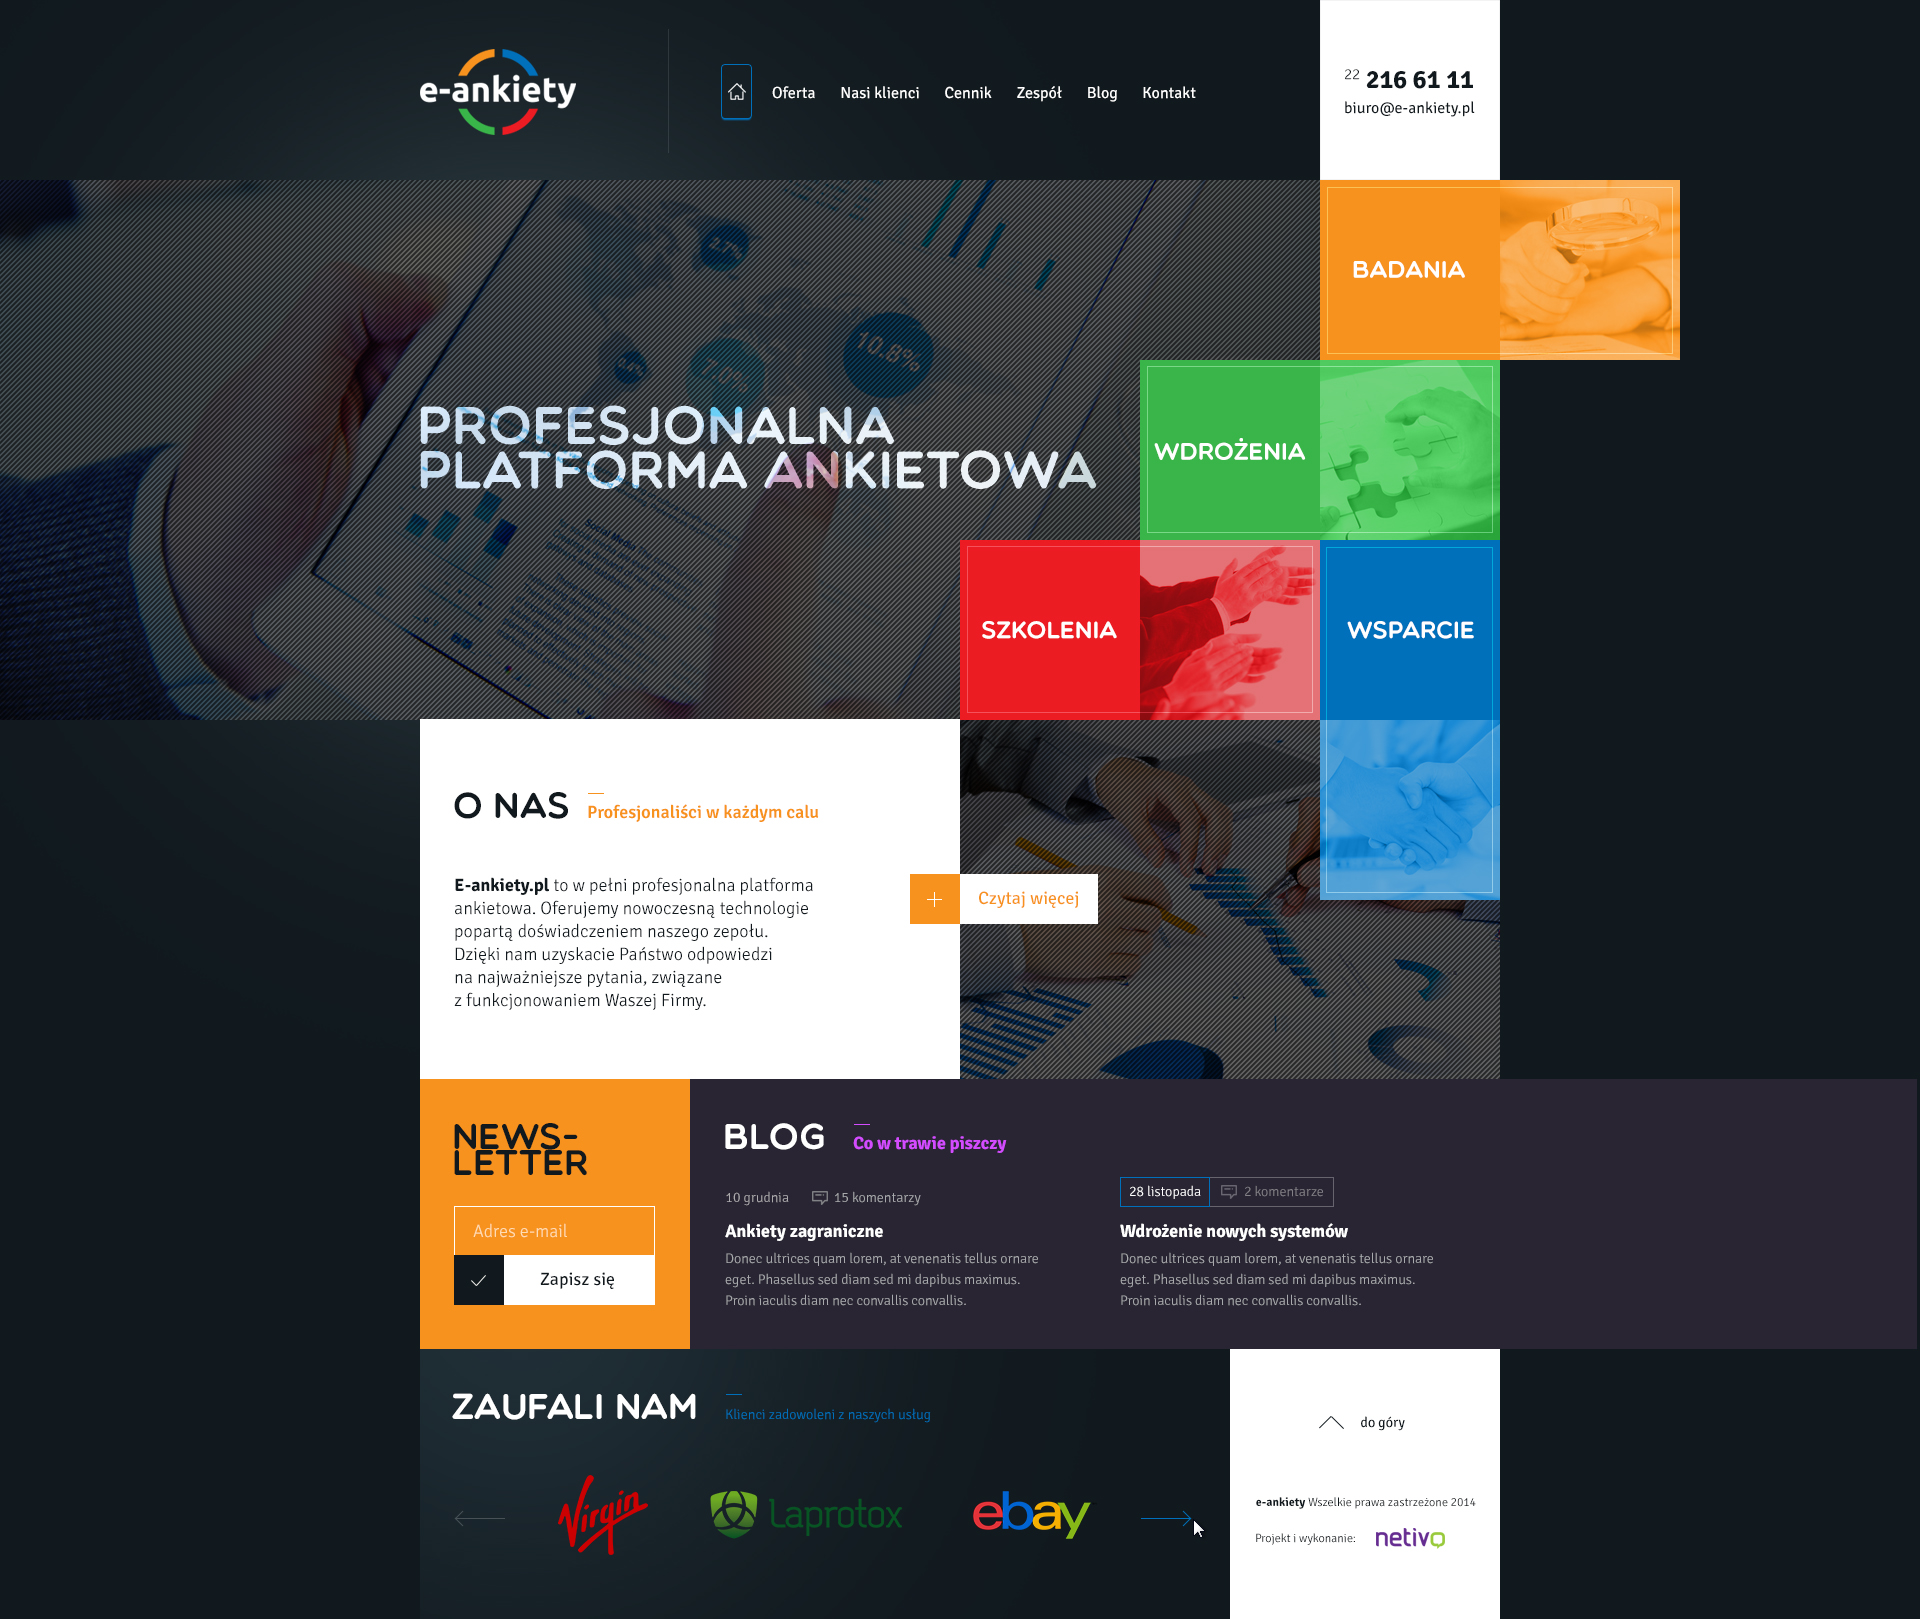 e-ankiety
Oferta
Nasi klienci
Cennik
Zespół
Blog
Kontakt
22 216 61 11
biuro@e-ankiety.pl
2.7%
10.8%
7.0%
BADANIA
PROFESJONALNA
PLATFORMA ANKIETOWA
WDROŻENIA
SZKOLENIA
WSPARCIE
O NAS
Profesjonaliści w każdym calu
E-ankiety.pl to w pełni profesjonalna platforma
ankietowa. Oferujemy nowoczesną technologie
popartą doświadczeniem naszego zepołu.
Dzięki nam uzyskacie Państwo odpowiedzi
na najważniejsze pytania, związane
z funkcjonowaniem Waszej Firmy.
Czytaj więcej
NEWS-
LETTER
Adres e-mail
Zapisz się
BLOG
Co w trawie piszczy
10 grudnia
15 komentarzy
Ankiety zagraniczne
Donec ultrices quam lorem, at venenatis tellus ornare
eget. Phasellus sed diam sed mi dapibus maximus.
Proin iaculis diam nec convallis convallis.
28 listopada
2 komentarze
Wdrożenie nowych systemów
Donec ultrices quam lorem, at venenatis tellus ornare
eget. Phasellus sed diam sed mi dapibus maximus.
Proin iaculis diam nec convallis convallis.
ZAUFALI NAM
Klienci zadowoleni z naszych usług
Virgin
Laprotox
ebay
do góry
e-ankiety Wszelkie prawa zastrzeżone 2014
Projekt i wykonanie:
netivo